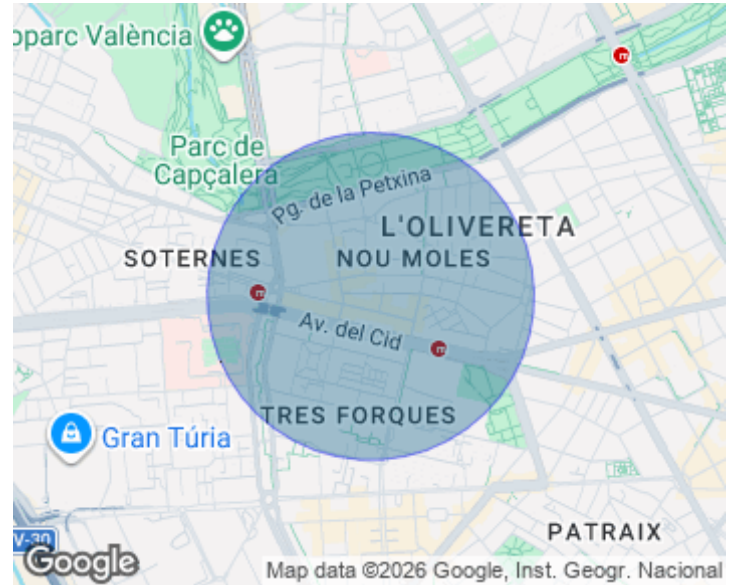 oparc València
Parc de
Capçalera
Pg. de la Petxina
L'OLIVERETA
SOTERNES
NOU MOLES
Av. del Cid
TRES FORQUES
Gran Túria
V-30
PATRAIX
Google
Map data ©2026 Google, Inst. Geogr. Nacional